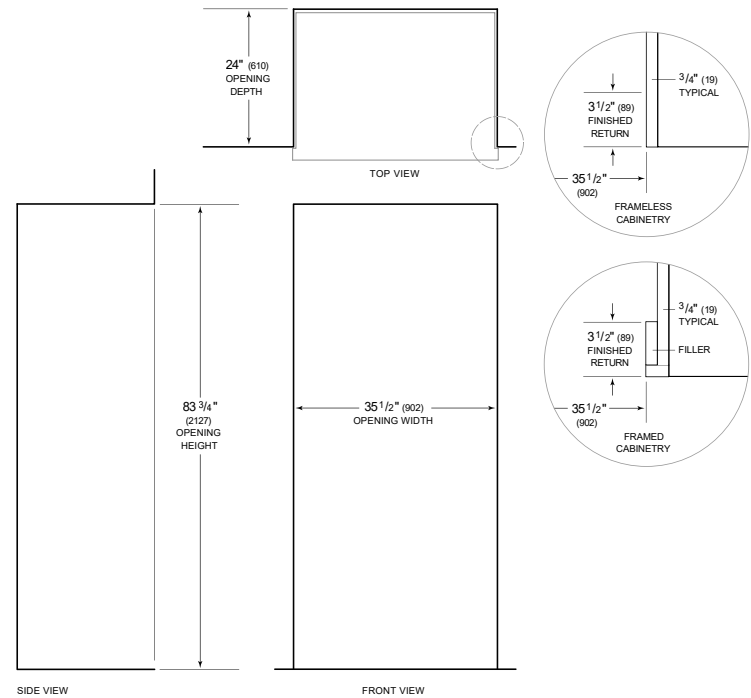 24" (610)
OPENING
DEPTH
TOP VIEW
3/4" (19)
TYPICAL
3 1/2" (89)
FINISHED
RETURN
35 1/2"
(902)
FRAMELESS
CABINETRY
3/4" (19)
TYPICAL
3 1/2" (89)
FINISHED
RETURN
FILLER
35 1/2"
(902)
FRAMED
CABINETRY
83 3/4"
(2127)
OPENING
HEIGHT
35 1/2" (902)
OPENING WIDTH
SIDE VIEW
FRONT VIEW